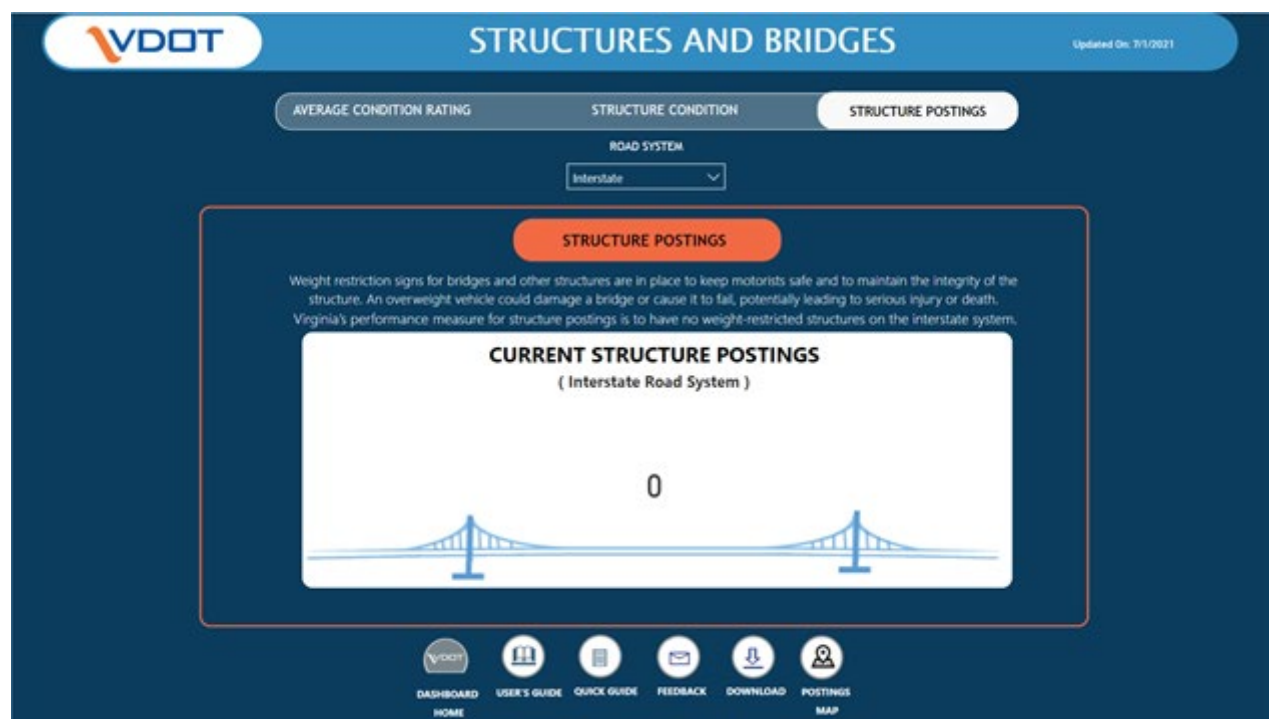 VDOT
STRUCTURES AND BRIDGES
Updated On: 7/1/2021
AVERAGE CONDITION RATING
STRUCTURE CONDITION
STRUCTURE POSTINGS
ROAD SYSTEM
Interstate
STRUCTURE POSTINGS
Weight restriction signs for bridges and other structures are in place to keep motorists safe and to maintain the integrity of the
structure. An overweight vehicle could damage a bridge or cause it to fail, potentially leading to serious injury or death.
Virginia's performance measure for structure postings is to have no weight-restricted structures on the interstate system.
CURRENT STRUCTURE POSTINGS
( Interstate Road System )
0
VDOT
DASHBOARD
HOME
USER'S GUIDE
QUICK GUIDE
FEEDBACK
DOWNLOAD
POSTINGS
MAP